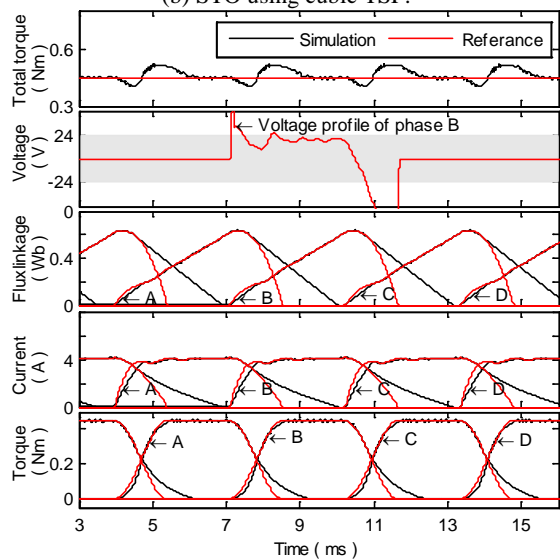 (b) STO using cubic TSF.
Total torque
( Nm )
0.6
0.3
Simulation
Referance
Voltage
( V )
24
-24
← Voltage profile of phase B
Fluxlinkage
( Wb )
0
0.4
0
← A
← B
← C
← D
Current
( A )
4
0
← A
← B
← C
← D
Torque
( Nm )
0.2
0
← A
← B
← C
← D
3 5 7 9 11 13 15
Time ( ms )